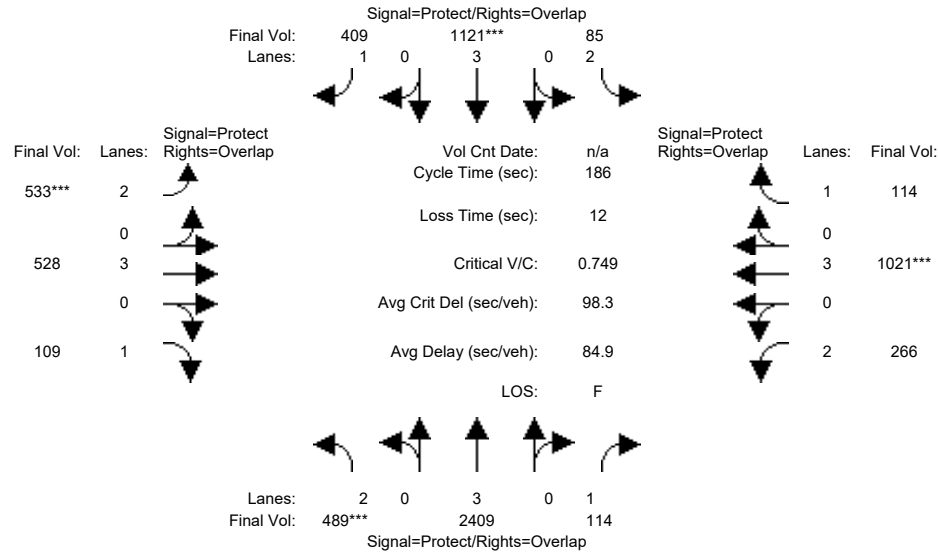 Signal=Protect/Rights=Overlap
Final Vol: 409 1121*** 85
Lanes: 1 0 3 0 2
Signal=Protect Signal=Protect
Final Vol: Lanes: Rights=Overlap Vol Cnt Date: n/a Rights=Overlap Lanes: Final Vol:
Cycle Time (sec): 186
533*** 2 1 114
Loss Time (sec): 12
0 0
528 3 Critical V/C: 0.749 3 1021***
0 Avg Crit Del (sec/veh): 98.3 0
109 1 Avg Delay (sec/veh): 84.9 2 266
LOS: F
Lanes: 2 0 3 0 1
Final Vol: 489*** 2409 114
Signal=Protect/Rights=Overlap